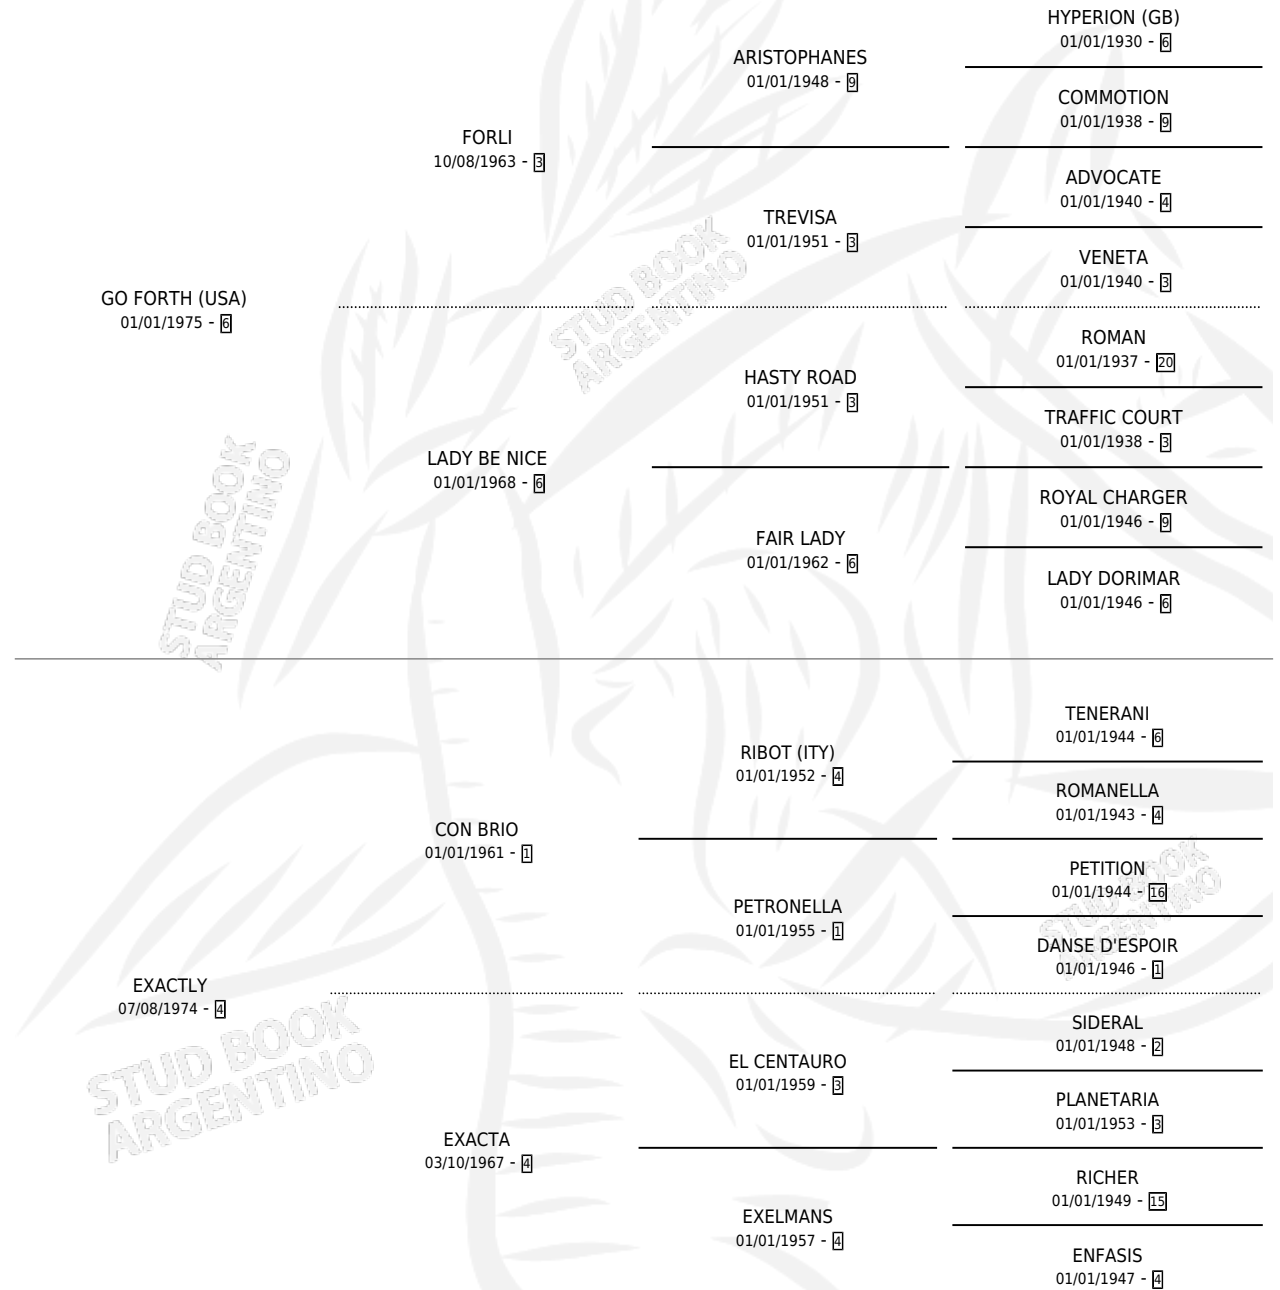 HYPERION (GB)
01/01/1930 - 6
ARISTOPHANES
01/01/1948 - 9
COMMOTION
01/01/1938 - 9
FORLI
10/08/1963 - 3
ADVOCATE
01/01/1940 - 4
TREVISA
01/01/1951 - 3
VENETA
01/01/1940 - 3
GO FORTH (USA)
01/01/1975 - 6
STUD BOOK
ARGENTINO
ROMAN
01/01/1937 - 20
HASTY ROAD
01/01/1951 - 3
TRAFFIC COURT
01/01/1938 - 3
LADY BE NICE
01/01/1968 - 6
ROYAL CHARGER
01/01/1946 - 9
FAIR LADY
01/01/1962 - 6
LADY DORIMAR
01/01/1946 - 6
STUD BOOK
ARGENTINO
TENERANI
01/01/1944 - 6
RIBOT (ITY)
01/01/1952 - 4
ROMANELLA
01/01/1943 - 4
CON BRIO
01/01/1961 - 1
PETITION
01/01/1944 - 16
PETRONELLA
01/01/1955 - 1
STUD BOOK
ARGENTINO
DANSE D'ESPOIR
01/01/1946 - 1
EXACTLY
07/08/1974 - 4
STUD BOOK
ARGENTINO
SIDERAL
01/01/1948 - 2
EL CENTAURO
01/01/1959 - 3
PLANETARIA
01/01/1953 - 3
EXACTA
03/10/1967 - 4
RICHER
01/01/1949 - 15
EXELMANS
01/01/1957 - 4
ENFASIS
01/01/1947 - 4